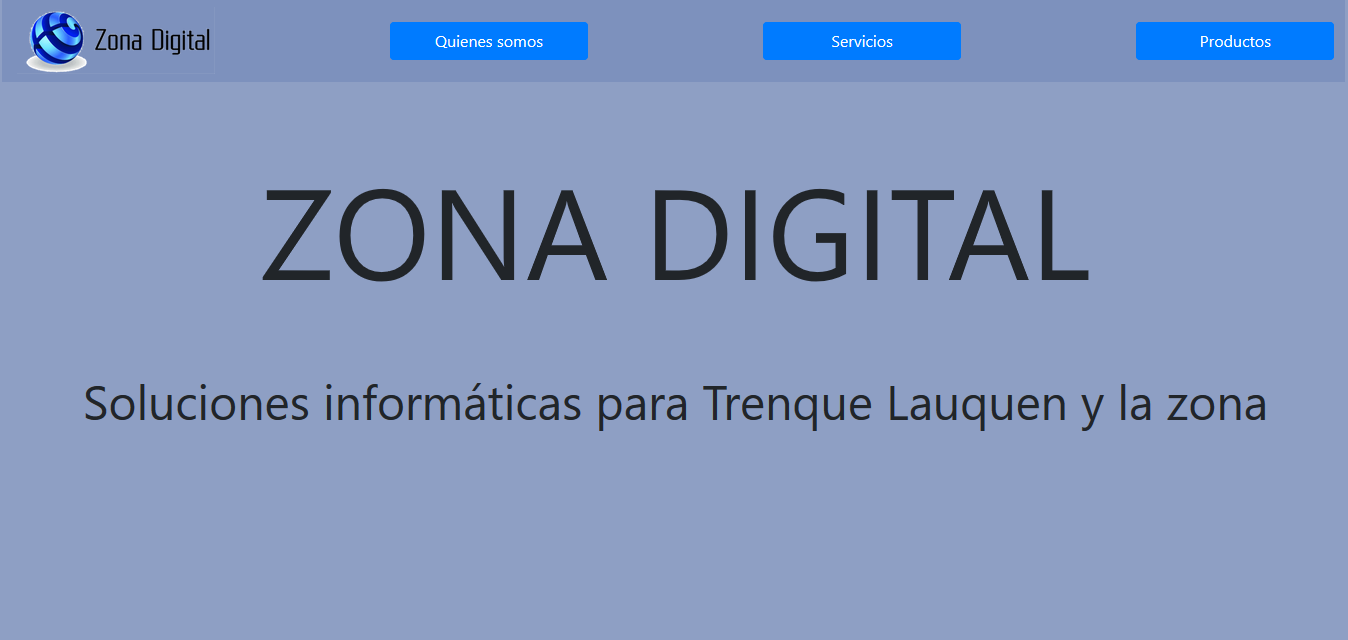 Zona Digital
Quienes somos
Servicios
Productos
ZONA DIGITAL
Soluciones informáticas para Trenque Lauquen y la zona